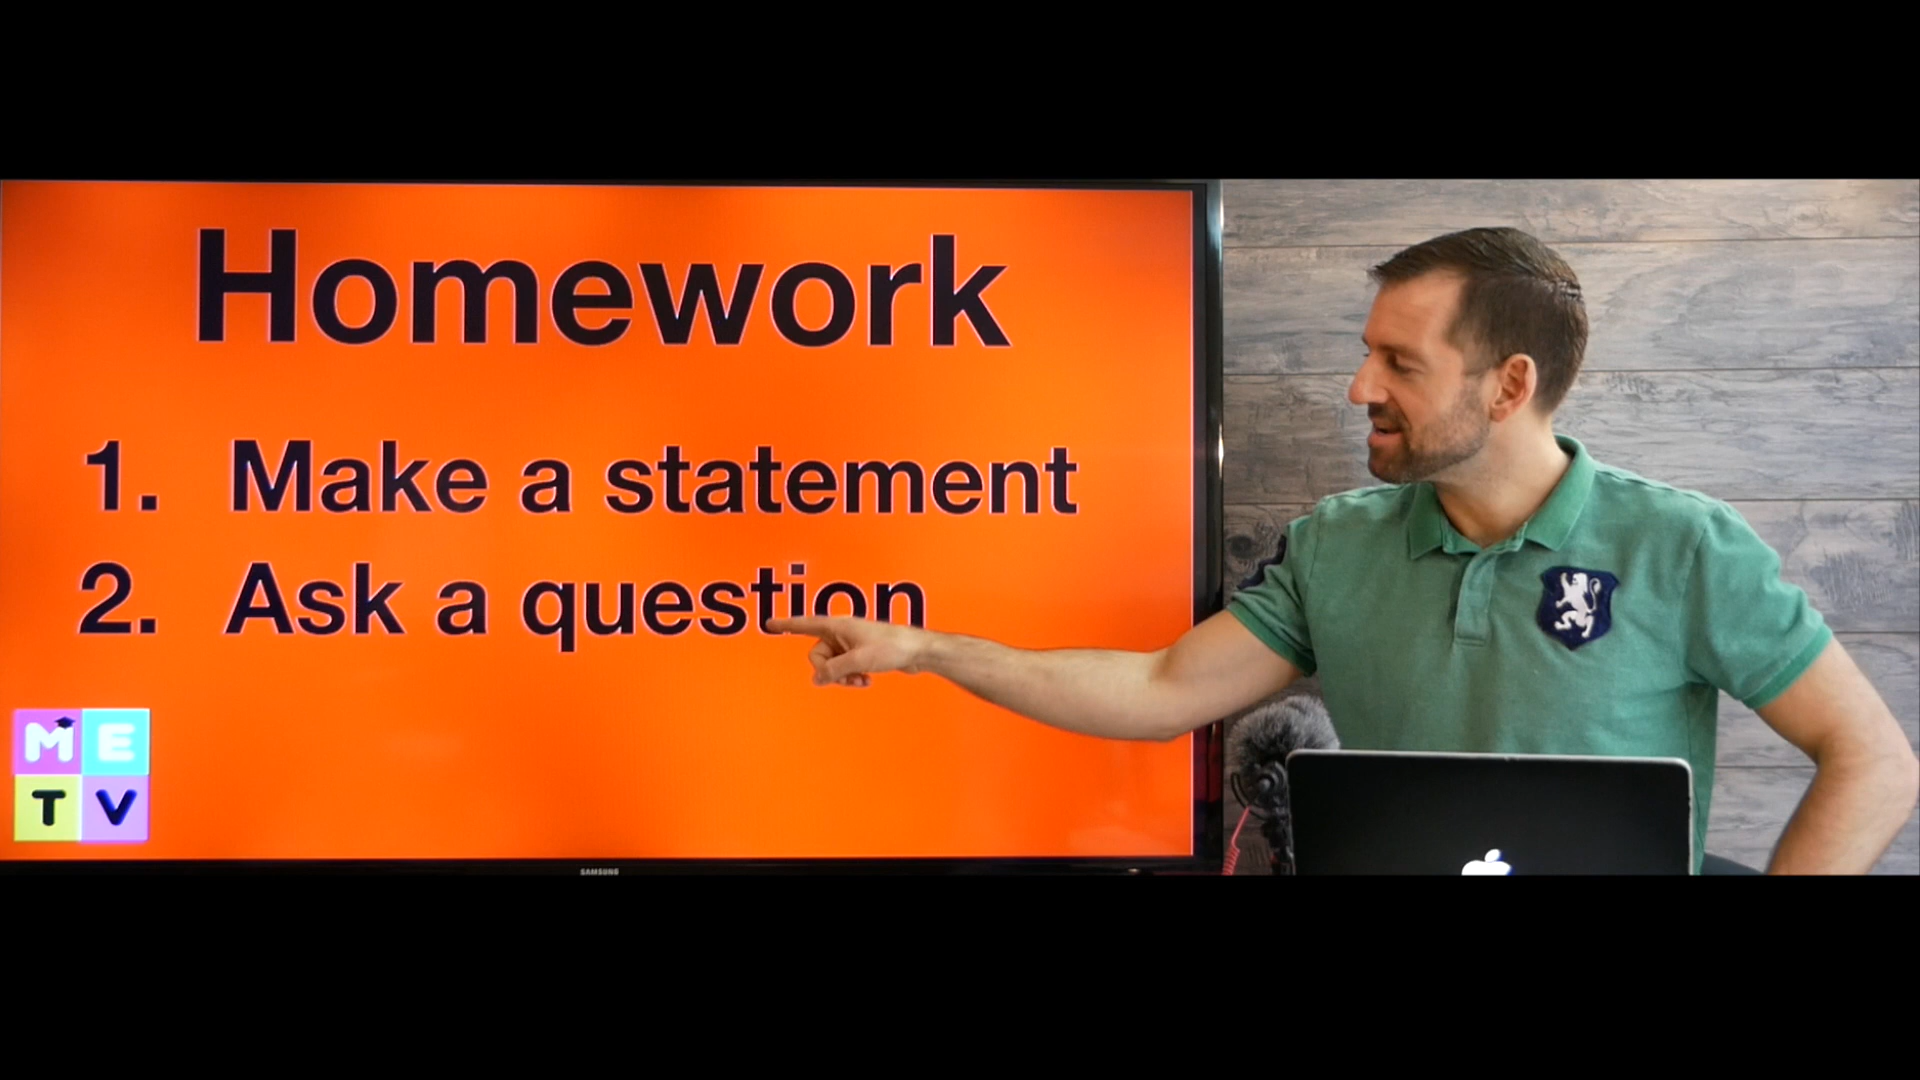 Homework
1. Make a statement
2. Ask a question
M E
T V
SAMSUNG